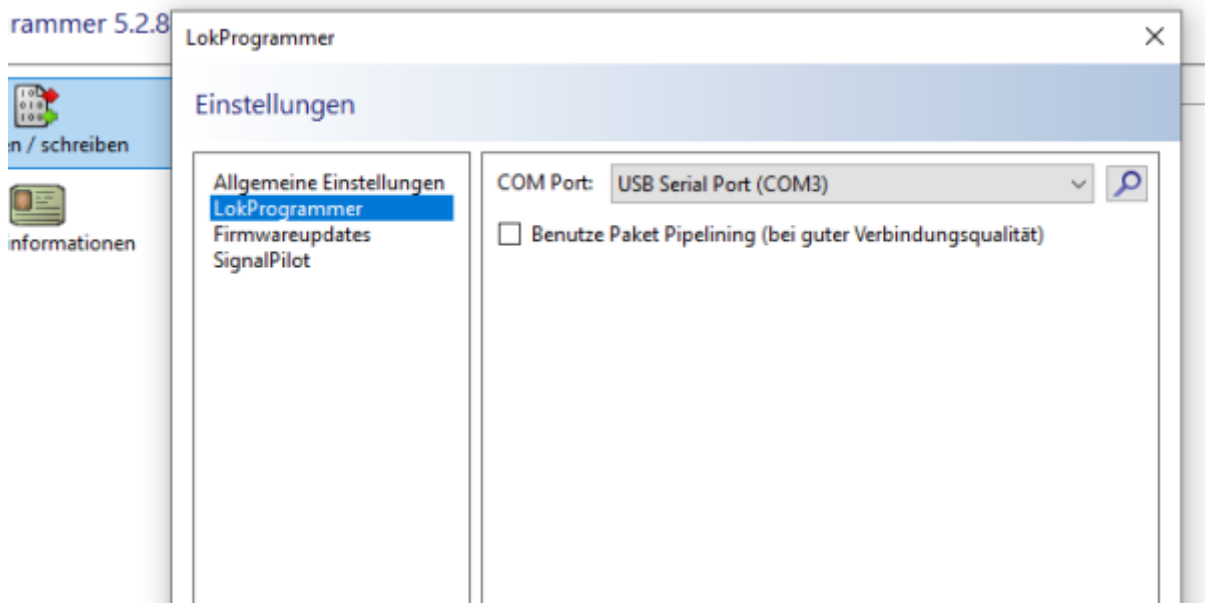 rammer 5.2.8
LokProgrammer
Einstellungen
en / schreiben
informationen
Allgemeine Einstellungen
LokProgrammer
Firmwareupdates
SignalPilot
COM Port: USB Serial Port (COM3)
Benutze Paket Pipelining (bei guter Verbindungsqualität)